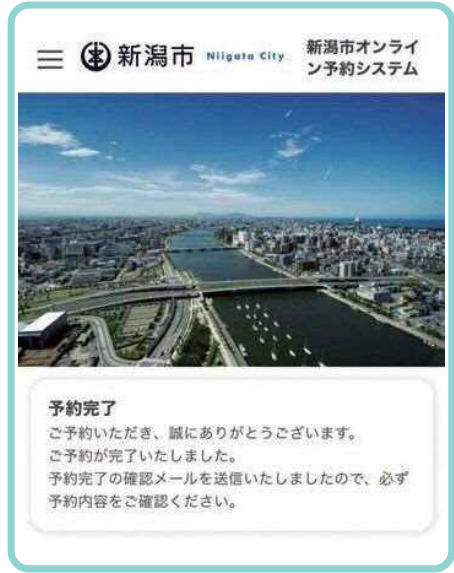 新潟市 Niigata City
新潟市オンライ
ン予約システム
予約完了
ご予約いただき、誠にありがとうございます。
ご予約が完了いたしました。
予約完了の確認メールを送信いたしましたので、必ず
予約内容をご確認ください。